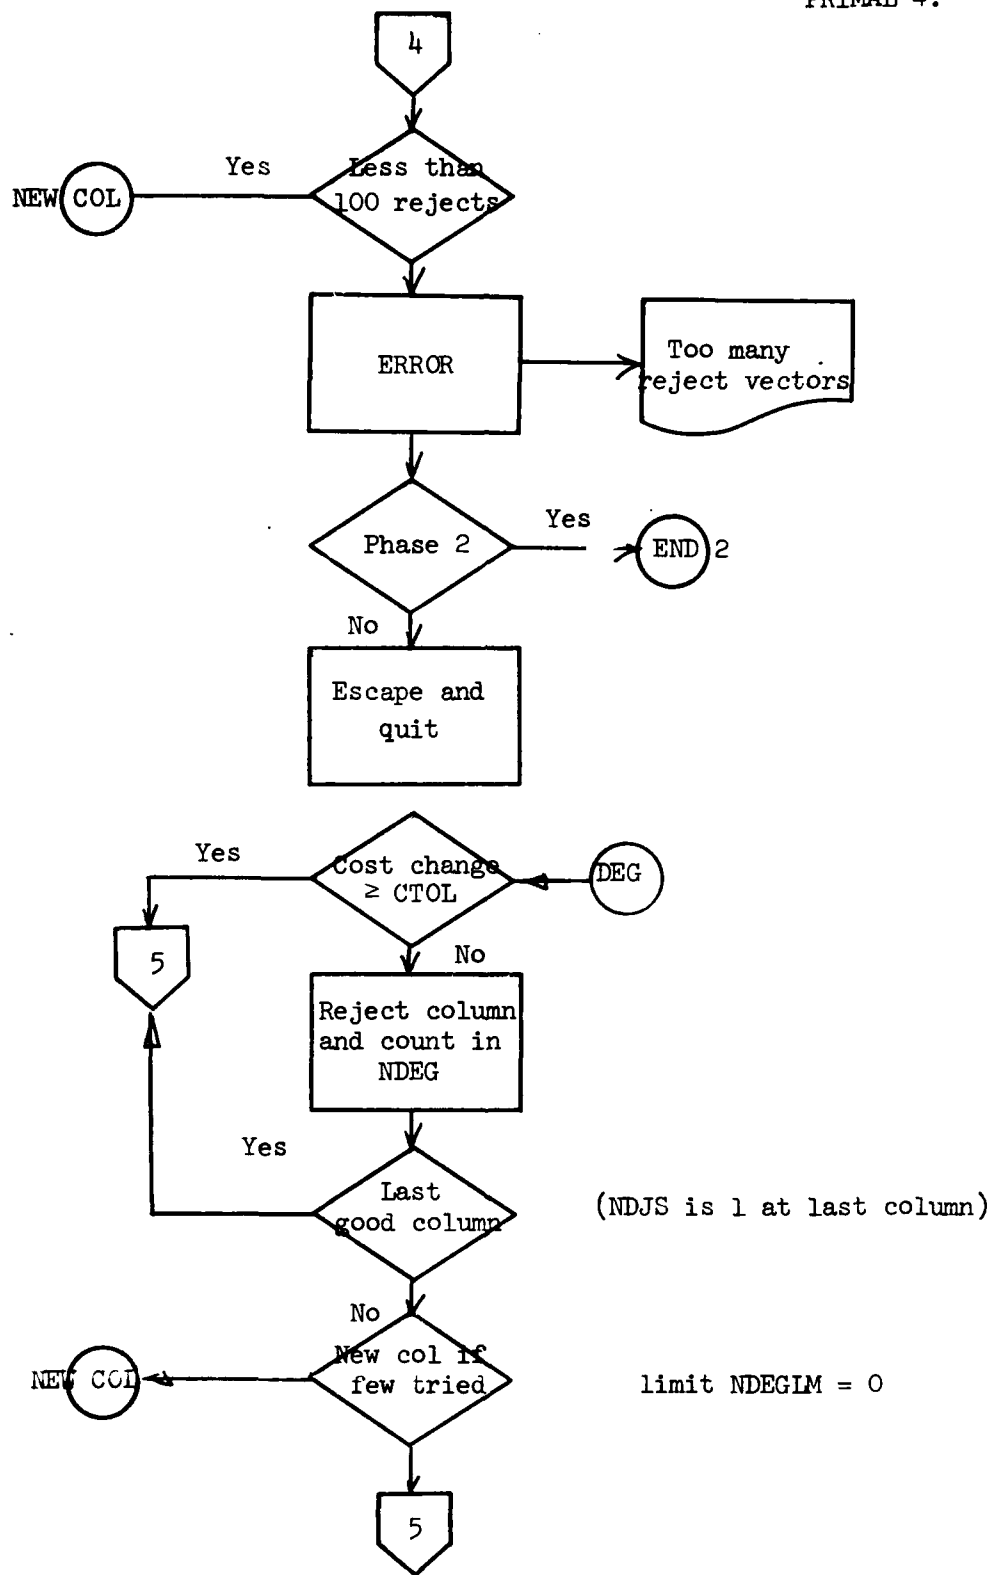 PRIMAL 4.
4
Yes
Less than
100 rejects
NEW COL
ERROR
Too many
reject vectors
Phase 2
Yes
END 2
No
Escape and
quit
Yes
Cost change
≥ CTOL
DEG
5
No
Reject column
and count in
NDEG
Yes
Last
good column
(NDJS is 1 at last column)
No
New col if
few tried
NEW COL
limit NDEGLM = 0
5